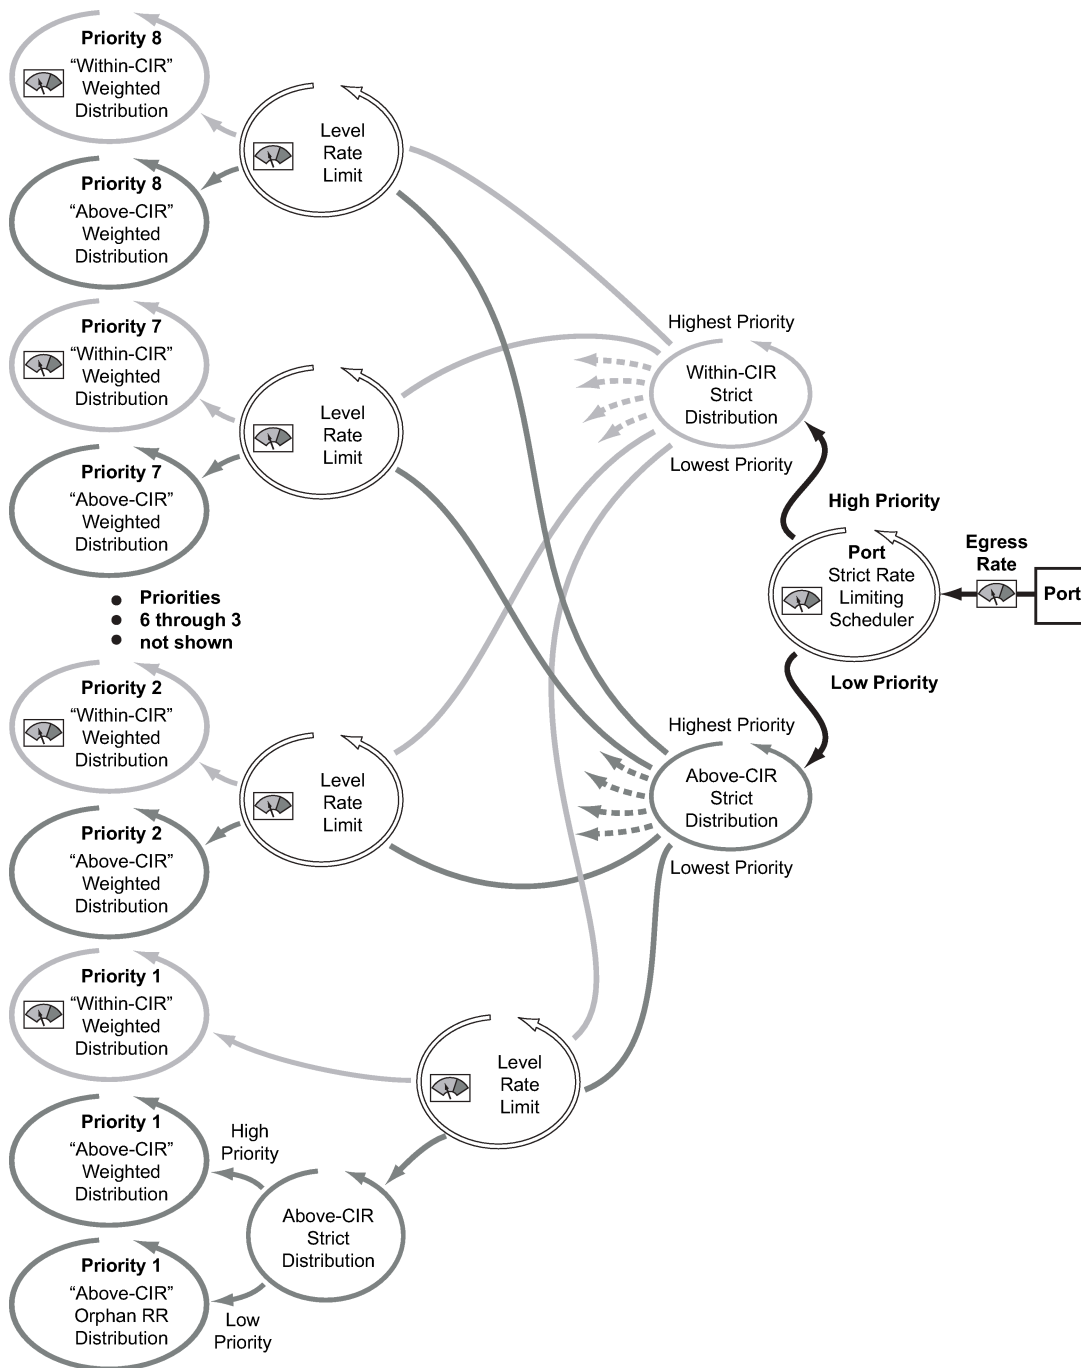 Priority 8
“Within-CIR”
Weighted
Distribution
Level
Rate
Limit
Priority 8
“Above-CIR”
Weighted
Distribution
Priority 7
“Within-CIR”
Weighted
Distribution
Level
Rate
Limit
Priority 7
“Above-CIR”
Weighted
Distribution
Highest Priority
Within-CIR
Strict
Distribution
Lowest Priority
High Priority
Port
Strict Rate
Limiting
Scheduler
Egress
Rate
Port
Low Priority
• Priorities
• 6 through 3
• not shown
Priority 2
“Within-CIR”
Weighted
Distribution
Level
Rate
Limit
Priority 2
“Above-CIR”
Weighted
Distribution
Highest Priority
Above-CIR
Strict
Distribution
Lowest Priority
Priority 1
“Within-CIR”
Weighted
Distribution
Level
Rate
Limit
Priority 1
“Above-CIR”
Weighted
Distribution
High
Priority
Above-CIR
Strict
Distribution
Priority 1
“Above-CIR”
Orphan RR
Distribution
Low
Priority